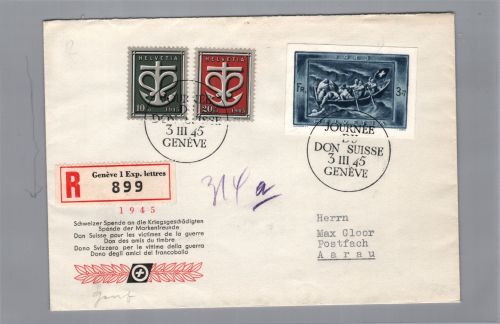 HELVETIA
10
1945
HELVETIA
20
1945
1945
Fr.
3.-
DON SUISSE
3 III 45
GENÈVE
JOURNÉE
DU
DON SUISSE
3 III 45
GENÈVE
R
Genève 1 Exp. lettres
899
314 a
1945
Schweizer Spende an die Kriegsgeschädigten
Spende der Markenfreunde
Don Suisse pour les victimes de la guerre
Don des amis du timbre
Dono Svizzero per le vittime della guerra
Dono degli amici del francobollo
Herrn
Max Gloor
Postfach
Aarau